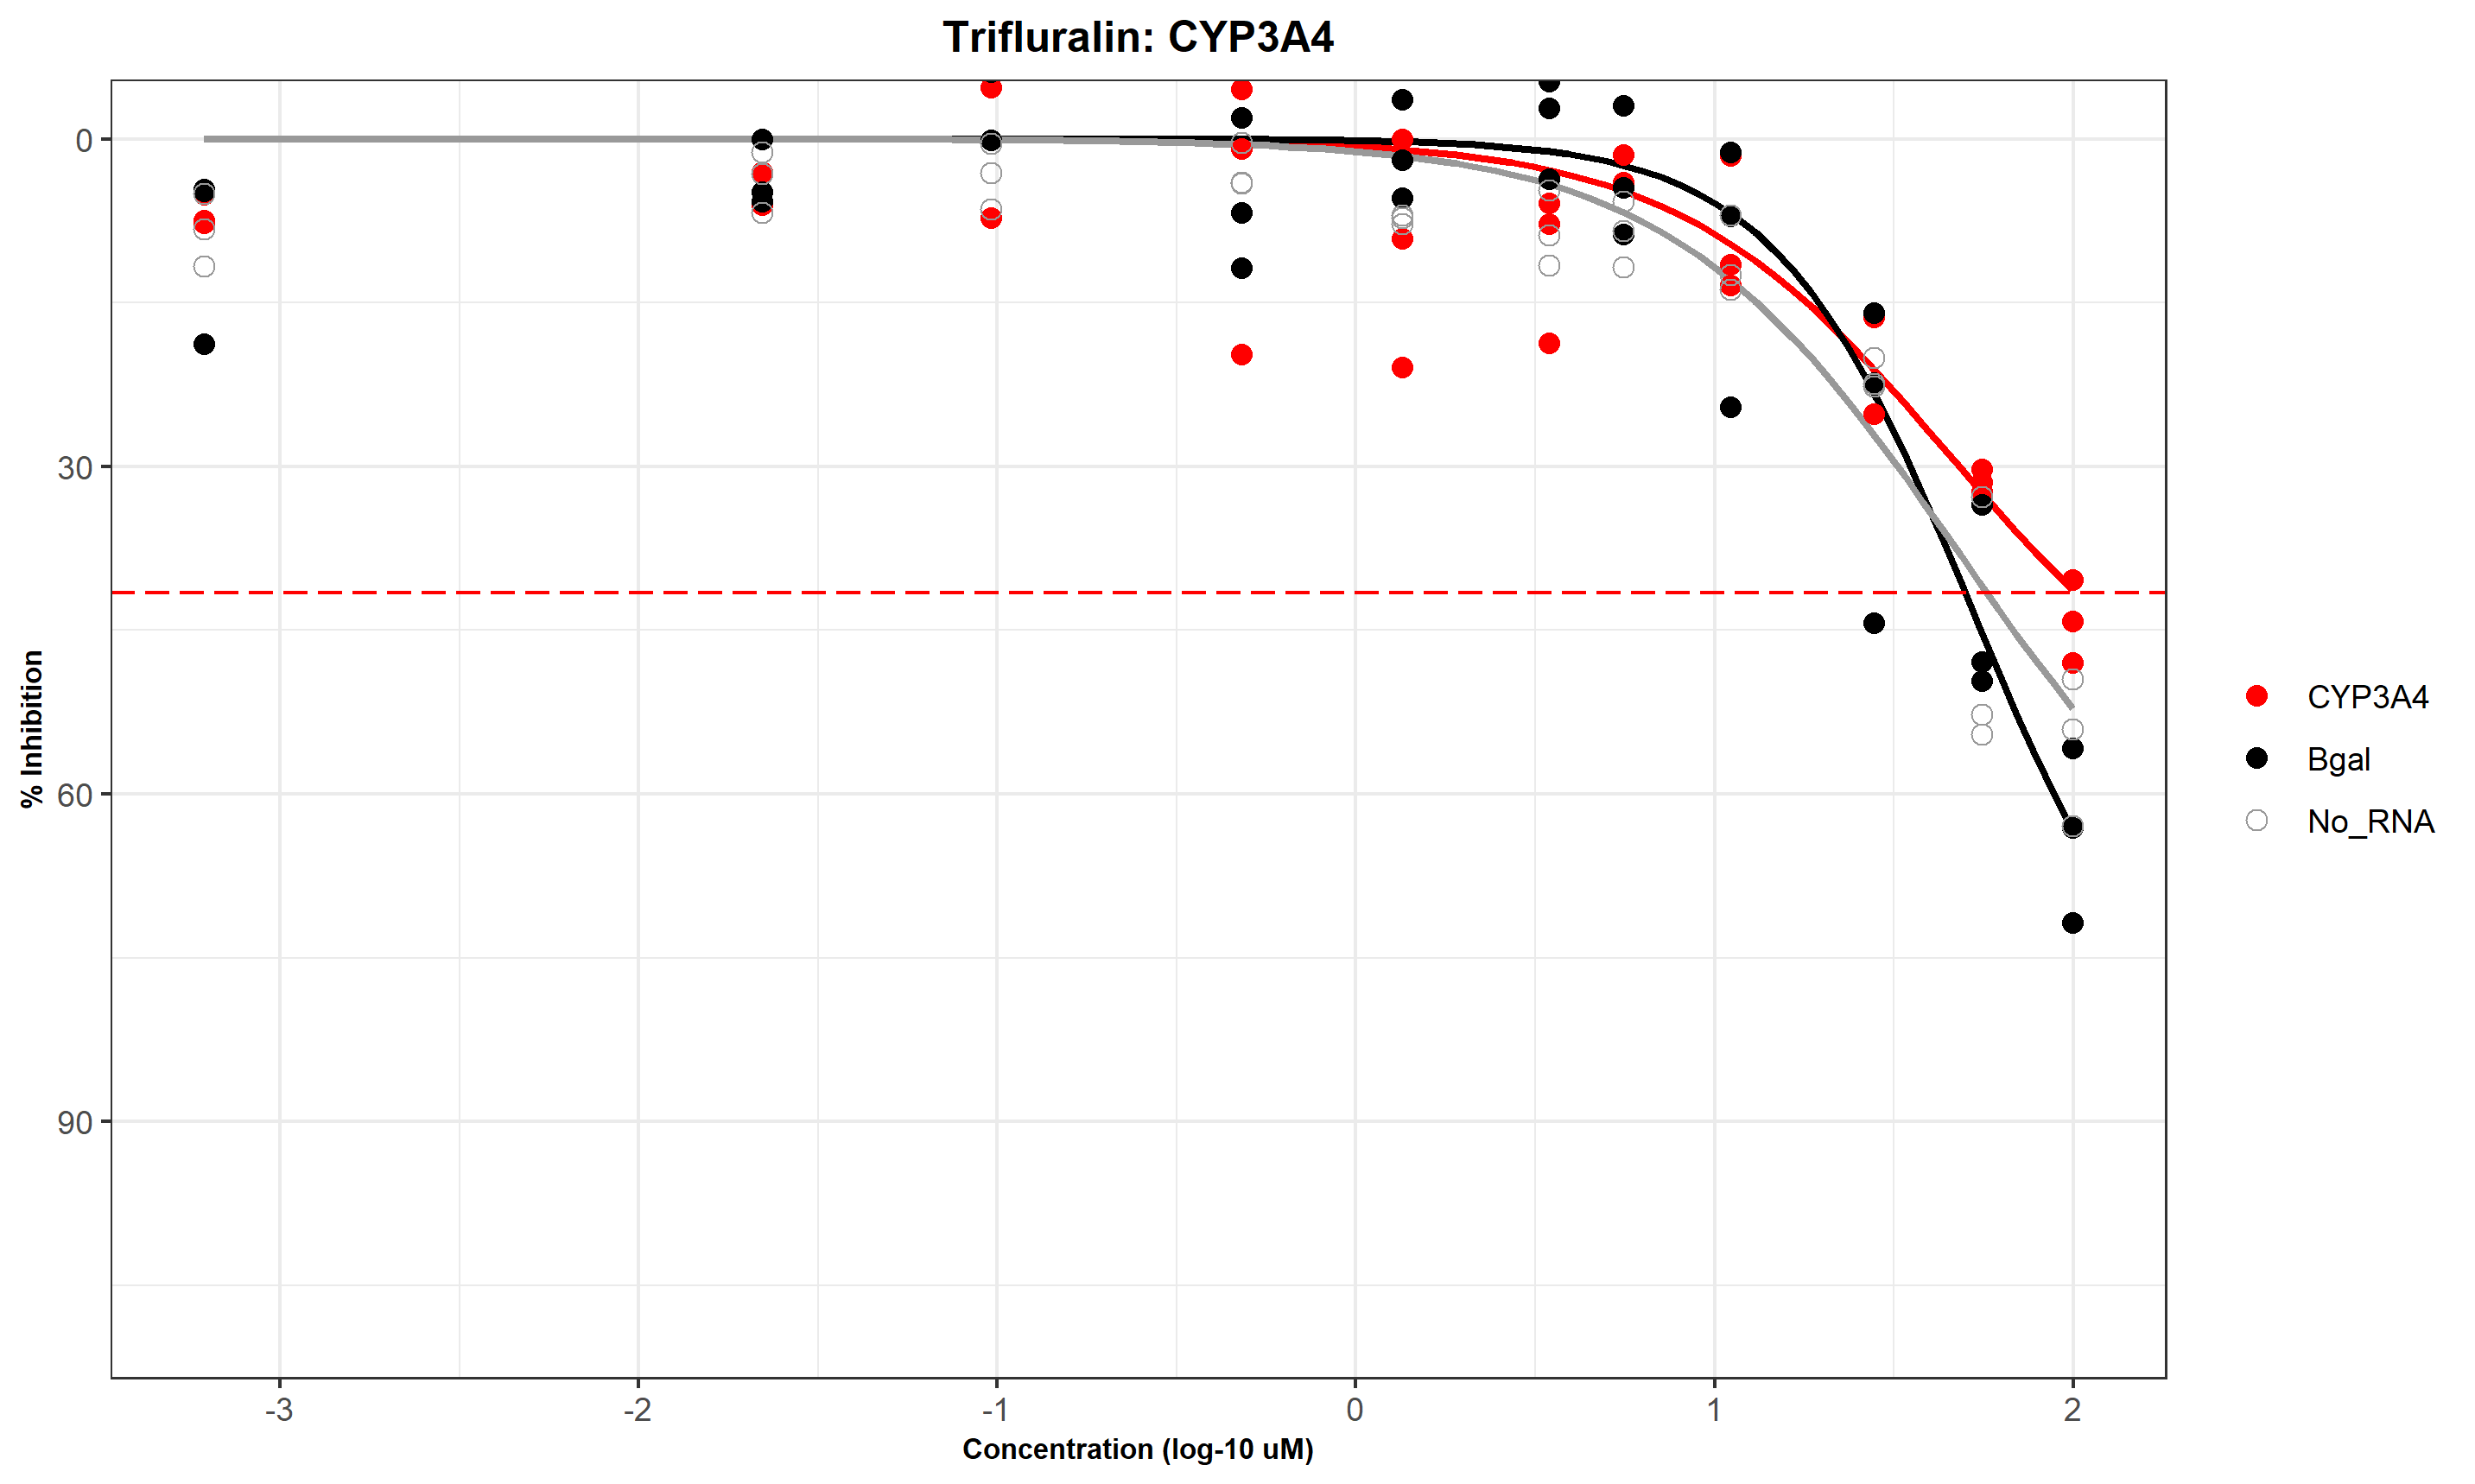 Trifluralin: CYP3A4
% Inhibition
0
30
60
90
-3
-2
-1
0
1
2
Concentration (log-10 uM)
CYP3A4
Bgal
No_RNA